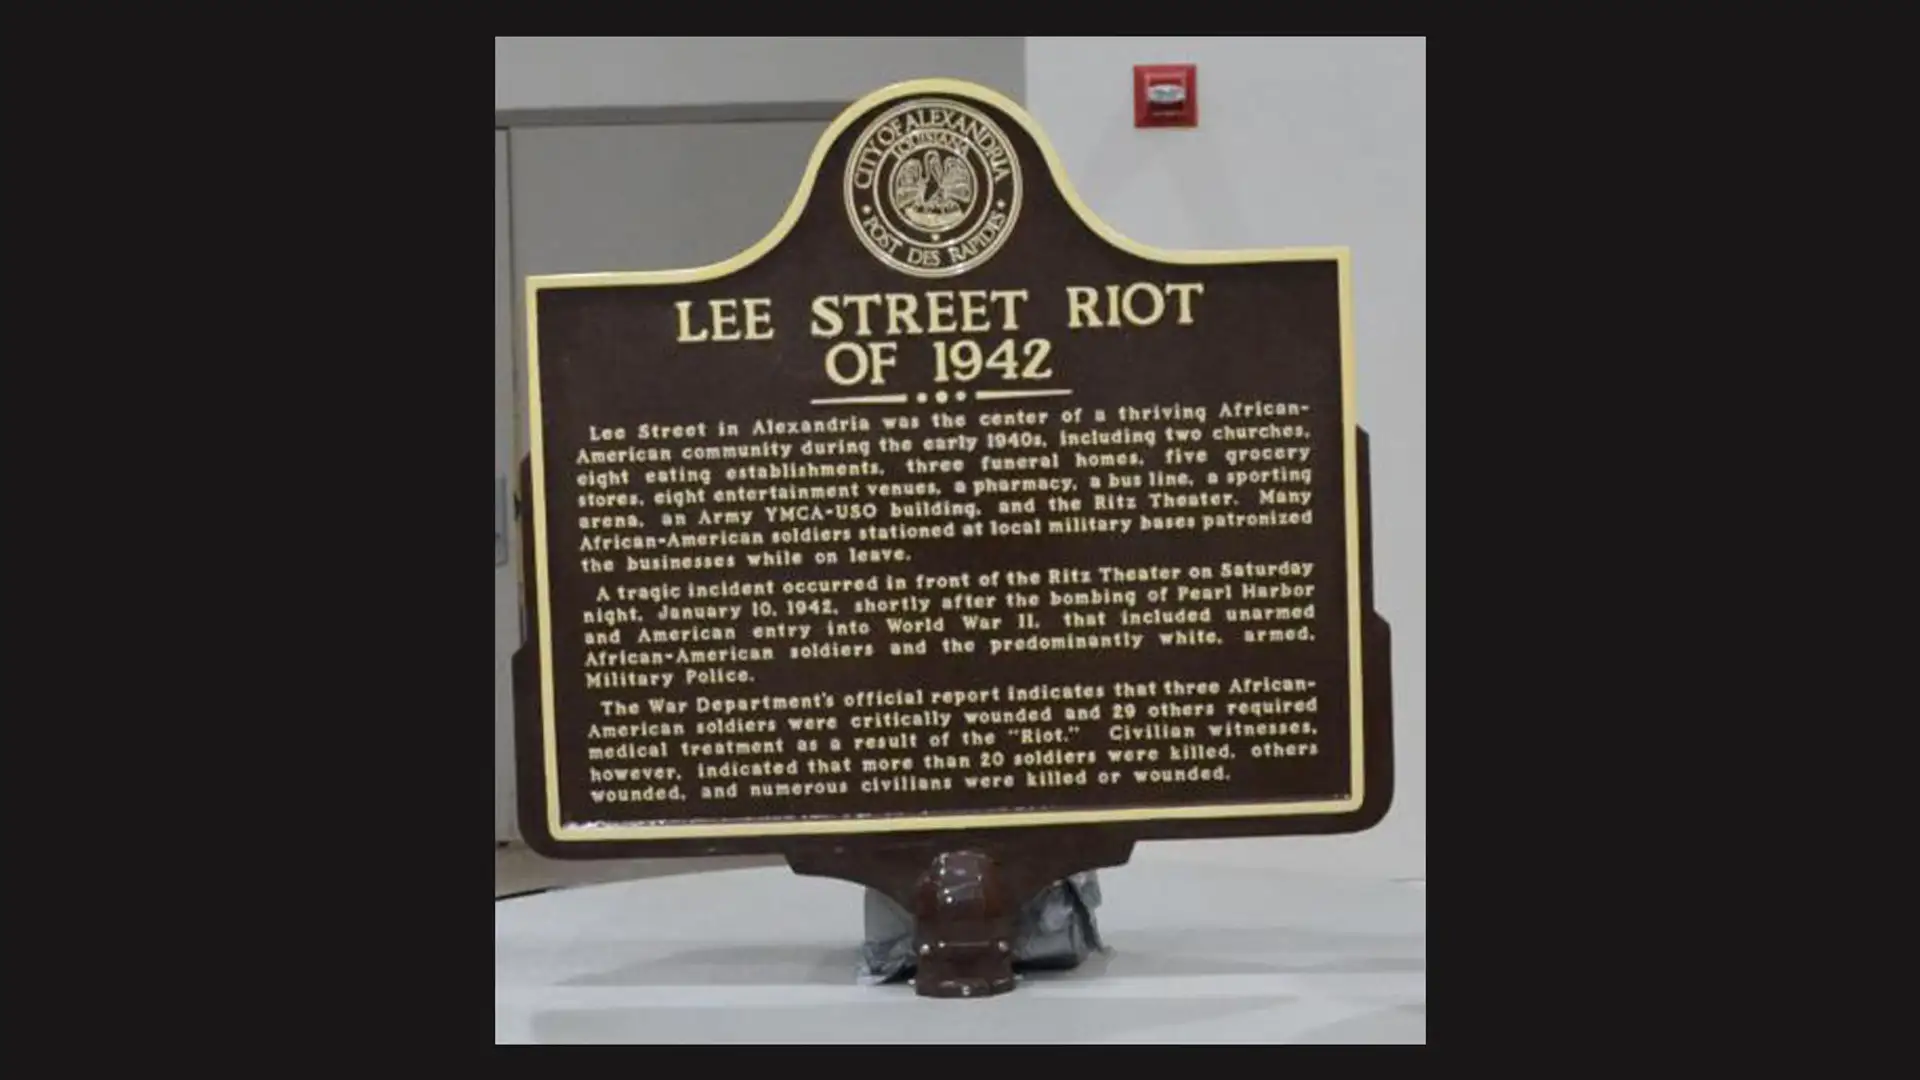 CITY OF ALEXANDRIA
LOUISIANA
POST DES RAPIDES
LEE STREET RIOT
OF 1942
Lee Street in Alexandria was the center of a thriving African-
American community during the early 1940s, including two churches,
eight eating establishments, three funeral homes, five grocery
stores, eight entertainment venues, a pharmacy, a bus line, a sporting
arena, an Army YMCA-USO building, and the Ritz Theater. Many
African-American soldiers stationed at local military bases patronized
the businesses while on leave.
A tragic incident occurred in front of the Ritz Theater on Saturday
night, January 10, 1942, shortly after the bombing of Pearl Harbor
and American entry into World War II, that included unarmed
African-American soldiers and the predominantly white, armed,
Military Police.
The War Department's official report indicates that three African-
American soldiers were critically wounded and 29 others required
medical treatment as a result of the "Riot." Civilian witnesses,
however, indicated that more than 20 soldiers were killed, others
wounded, and numerous civilians were killed or wounded.